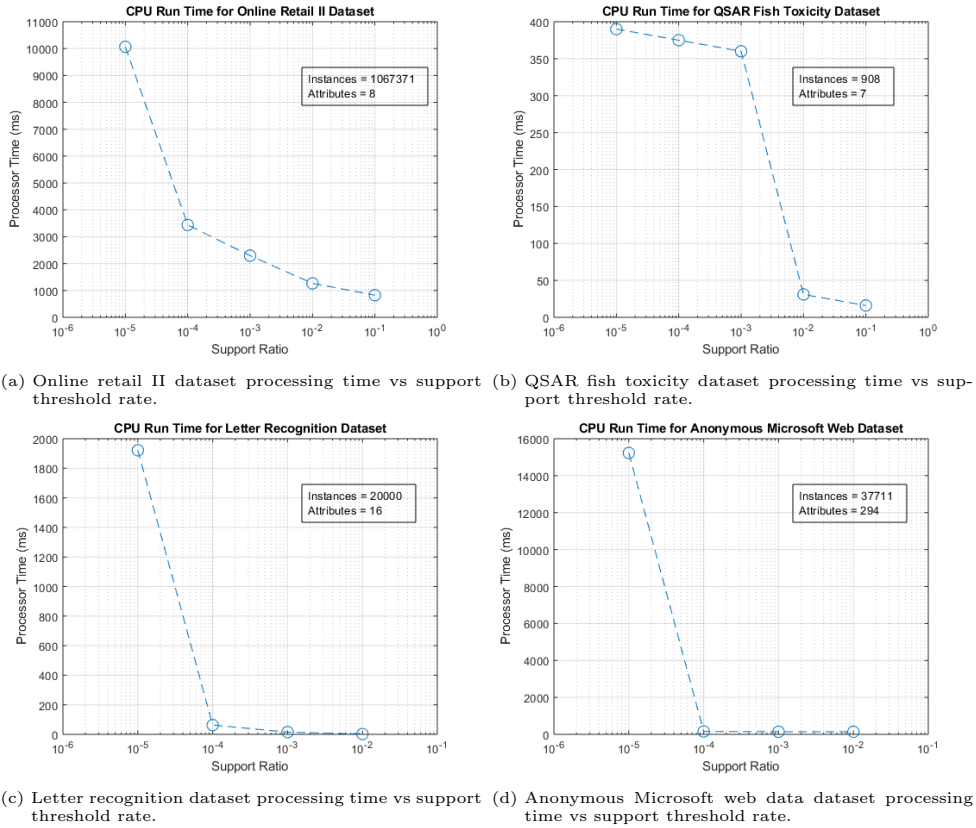 CPU Run Time for Online Retail II Dataset
11000
10000
9000
8000
7000
6000
5000
4000
3000
2000
1000
0
Processor Time (ms)
Instances = 1067371
Attributes = 8
10^-6 10^-5 10^-4 10^-3 10^-2 10^-1 10^0
Support Ratio
(a) Online retail II dataset processing time vs support
threshold rate.
CPU Run Time for QSAR Fish Toxicity Dataset
400
350
300
250
200
150
100
50
0
Processor Time (ms)
Instances = 908
Attributes = 7
10^-6 10^-5 10^-4 10^-3 10^-2 10^-1 10^0
Support Ratio
(b) QSAR fish toxicity dataset processing time vs sup-
port threshold rate.
CPU Run Time for Letter Recognition Dataset
2000
1800
1600
1400
1200
1000
800
600
400
200
0
Processor Time (ms)
Instances = 20000
Attributes = 16
10^-6 10^-5 10^-4 10^-3 10^-2 10^-1
Support Ratio
(c) Letter recognition dataset processing time vs support
threshold rate.
CPU Run Time for Anonymous Microsoft Web Dataset
16000
14000
12000
10000
8000
6000
4000
2000
0
Processor Time (ms)
Instances = 37711
Attributes = 294
10^-6 10^-5 10^-4 10^-3 10^-2 10^-1
Support Ratio
(d) Anonymous Microsoft web data dataset processing
time vs support threshold rate.